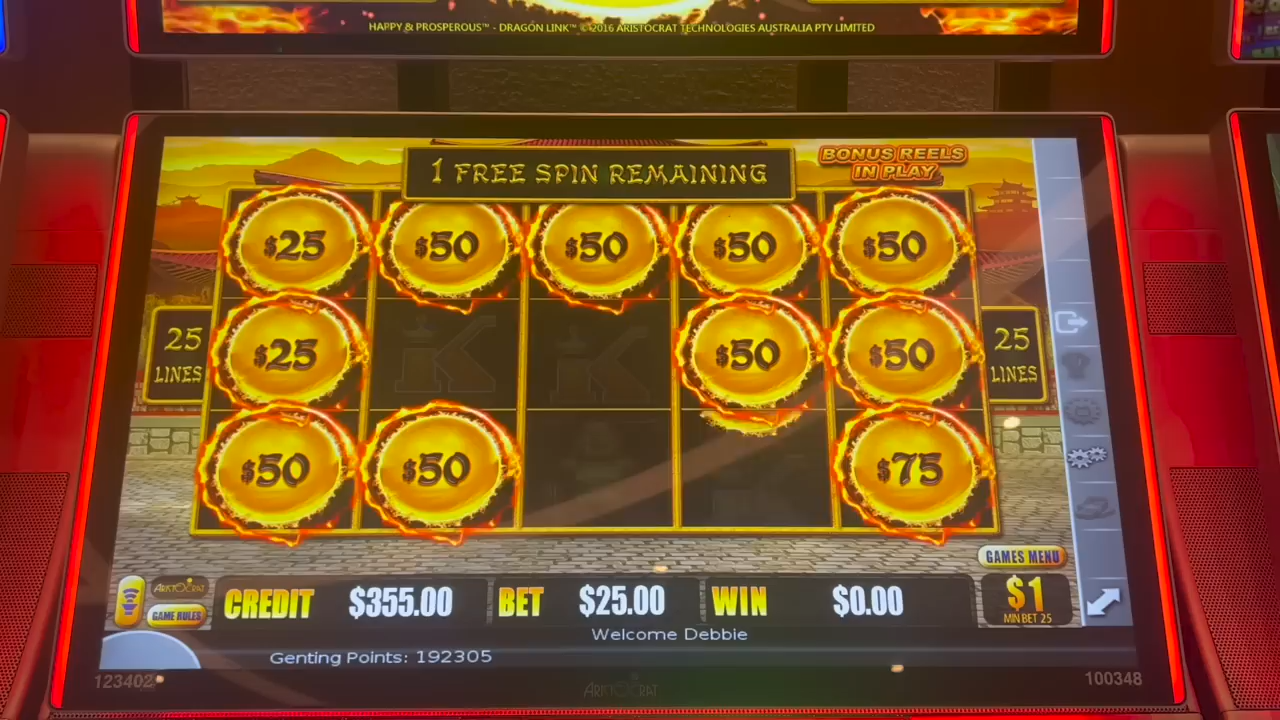 HAPPY & PROSPEROUS™ - DRAGON LINK™ © 2016 ARISTOCRAT TECHNOLOGIES AUSTRALIA PTY LIMITED
1 FREE SPIN REMAINING
BONUS REELS
IN PLAY
$25 $50 $50 $50 $50
25
LINES
$25 K K $50 $50
25
LINES
$50 $50 $75
GAMES MENU
ARISTOCRAT
GAME RULES
CREDIT $355.00 BET $25.00 WIN $0.00
$1
MIN BET 25
Welcome Debbie
Genting Points: 192305
123402
ARISTOCRAT
100348